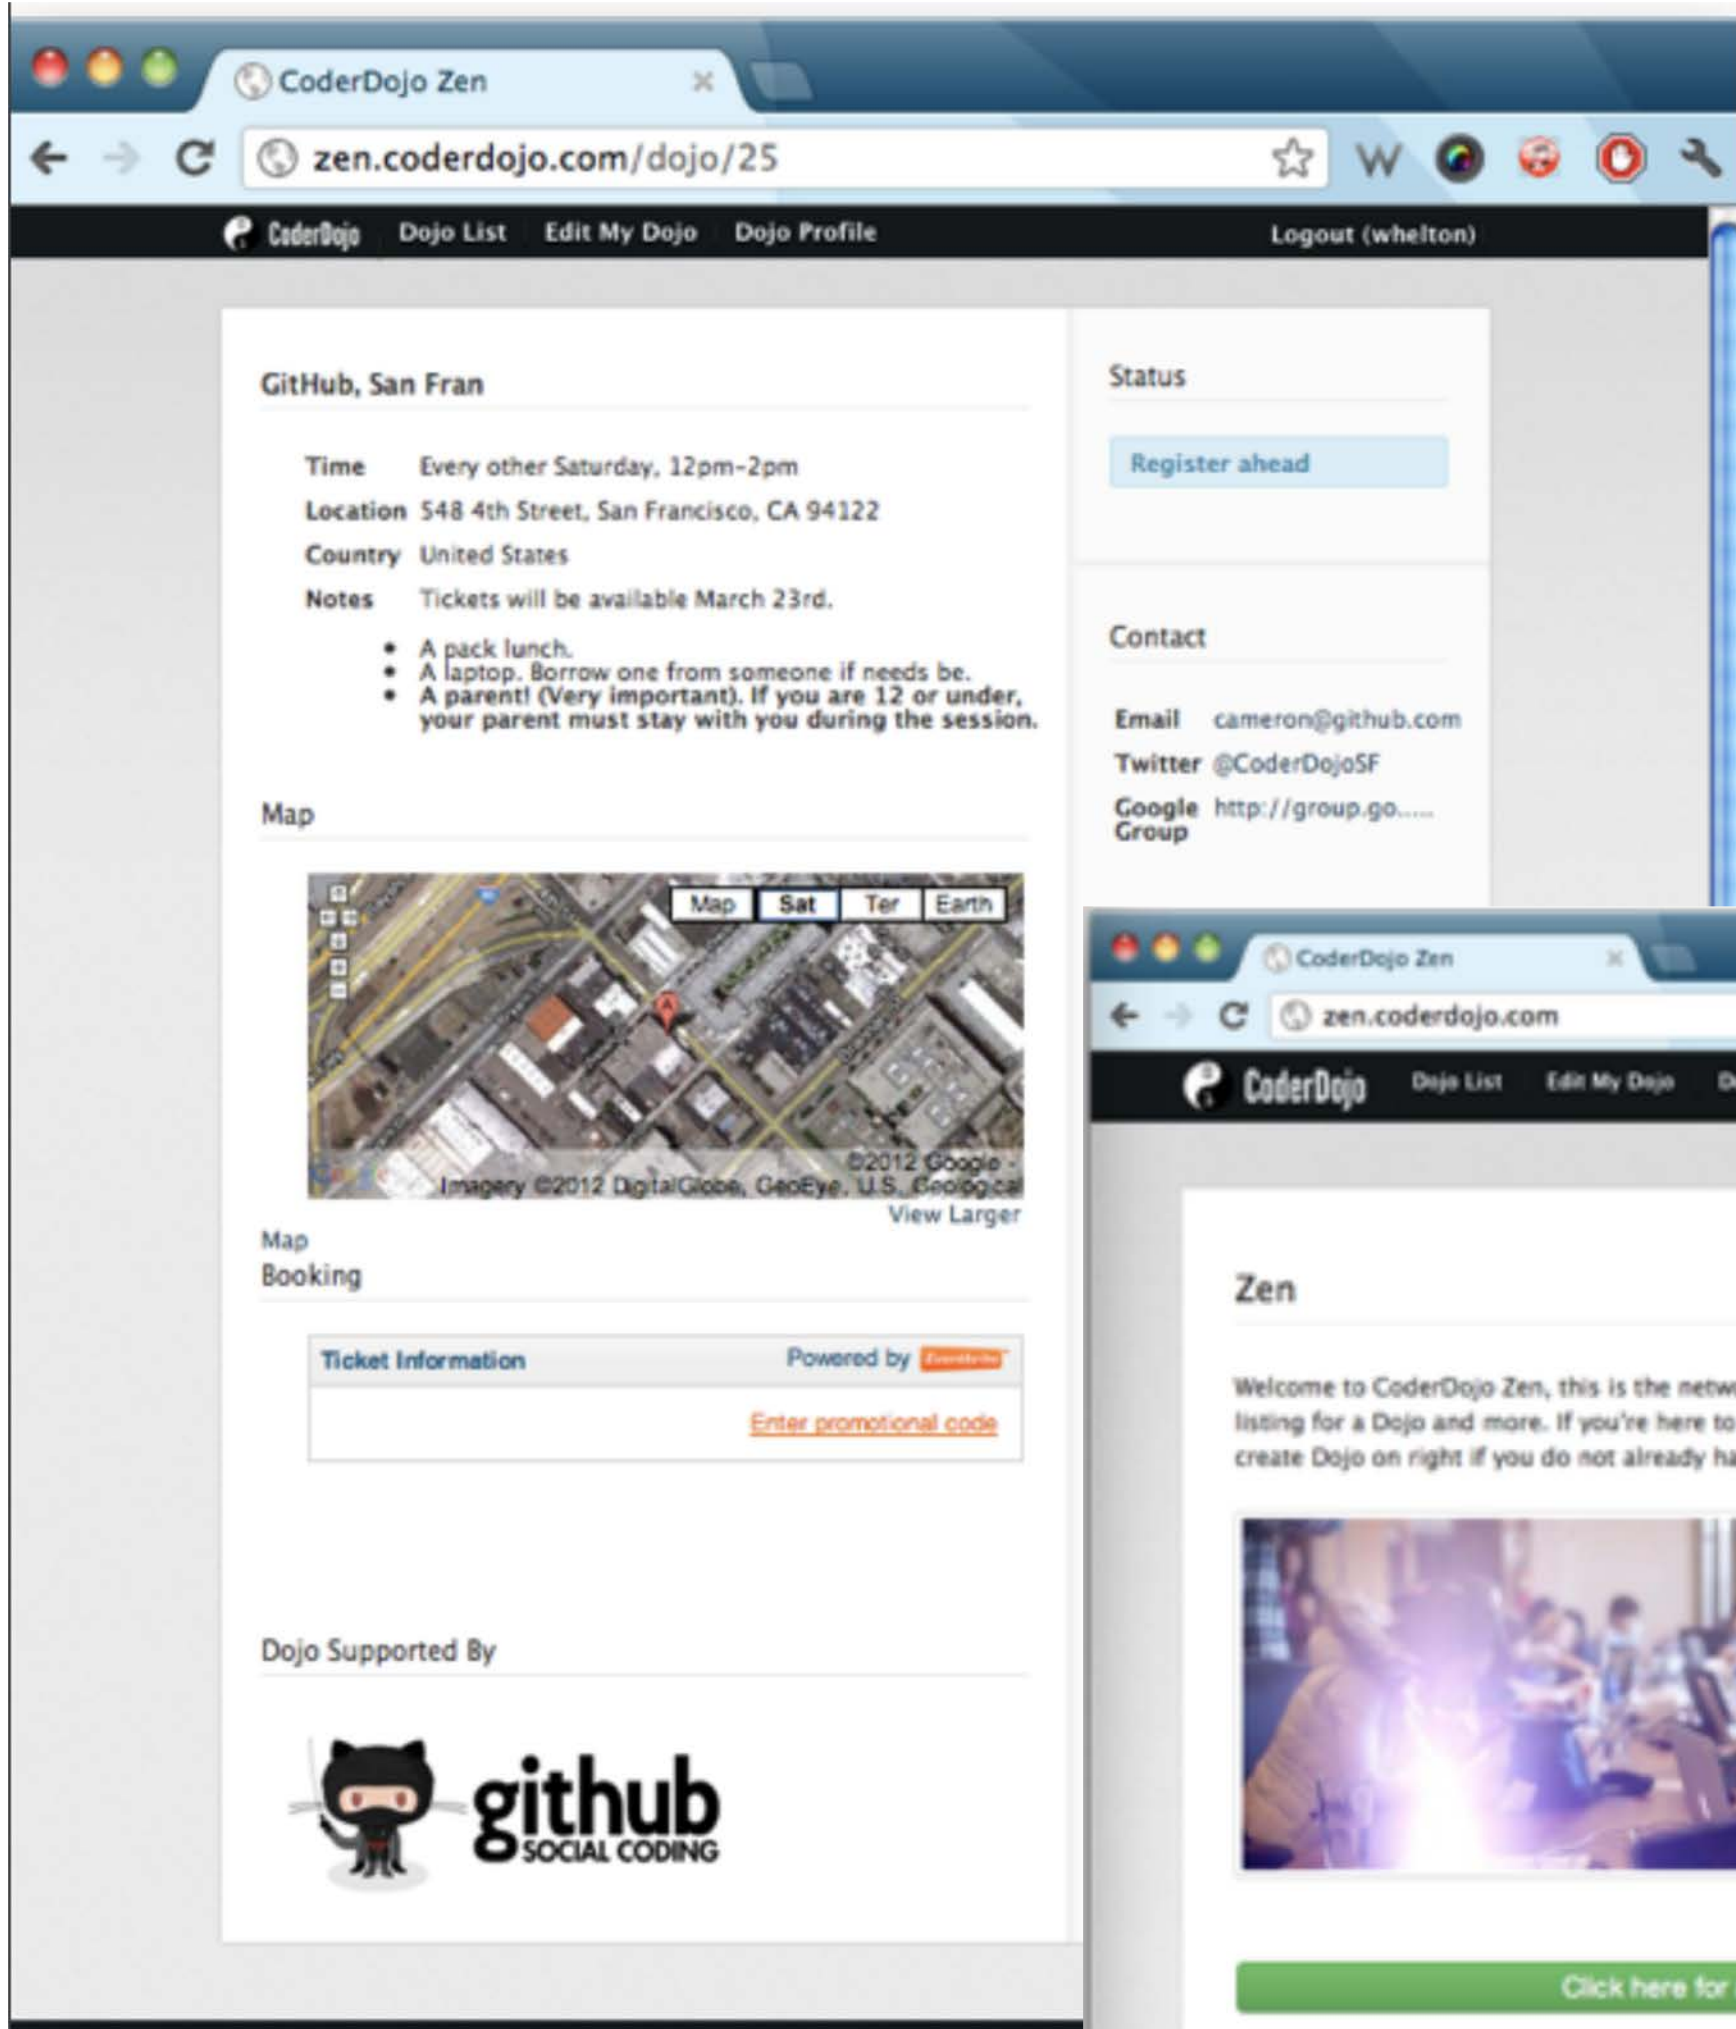 CoderDojo Zen
zen.coderdojo.com/dojo/25
W
CoderDojo Dojo List Edit My Dojo Dojo Profile Logout (whelton)
GitHub, San Fran
Time Every other Saturday, 12pm-2pm
Location 548 4th Street, San Francisco, CA 94122
Country United States
Notes Tickets will be available March 23rd.
A pack lunch.
A laptop. Borrow one from someone if needs be.
A parent! (Very important). If you are 12 or under,
your parent must stay with you during the session.
Map
Map Sat Ter Earth
A
©2012 Google -
Imagery ©2012 DigitalGlobe, GeoEye, U.S. Geological
View Larger
Map
Booking
Ticket Information Powered by Eventbrite
Enter promotional code
Dojo Supported By
github
SOCIAL CODING
Status
Register ahead
Contact
Email cameron@github.com
Twitter @CoderDojoSF
Google http://group.go.....
Group
CoderDojo Zen
zen.coderdojo.com
CoderDojo Dojo List Edit My Dojo
Zen
Welcome to CoderDojo Zen, this is the netw
listing for a Dojo and more. If you're here to
create Dojo on right if you do not already ha
Click here for